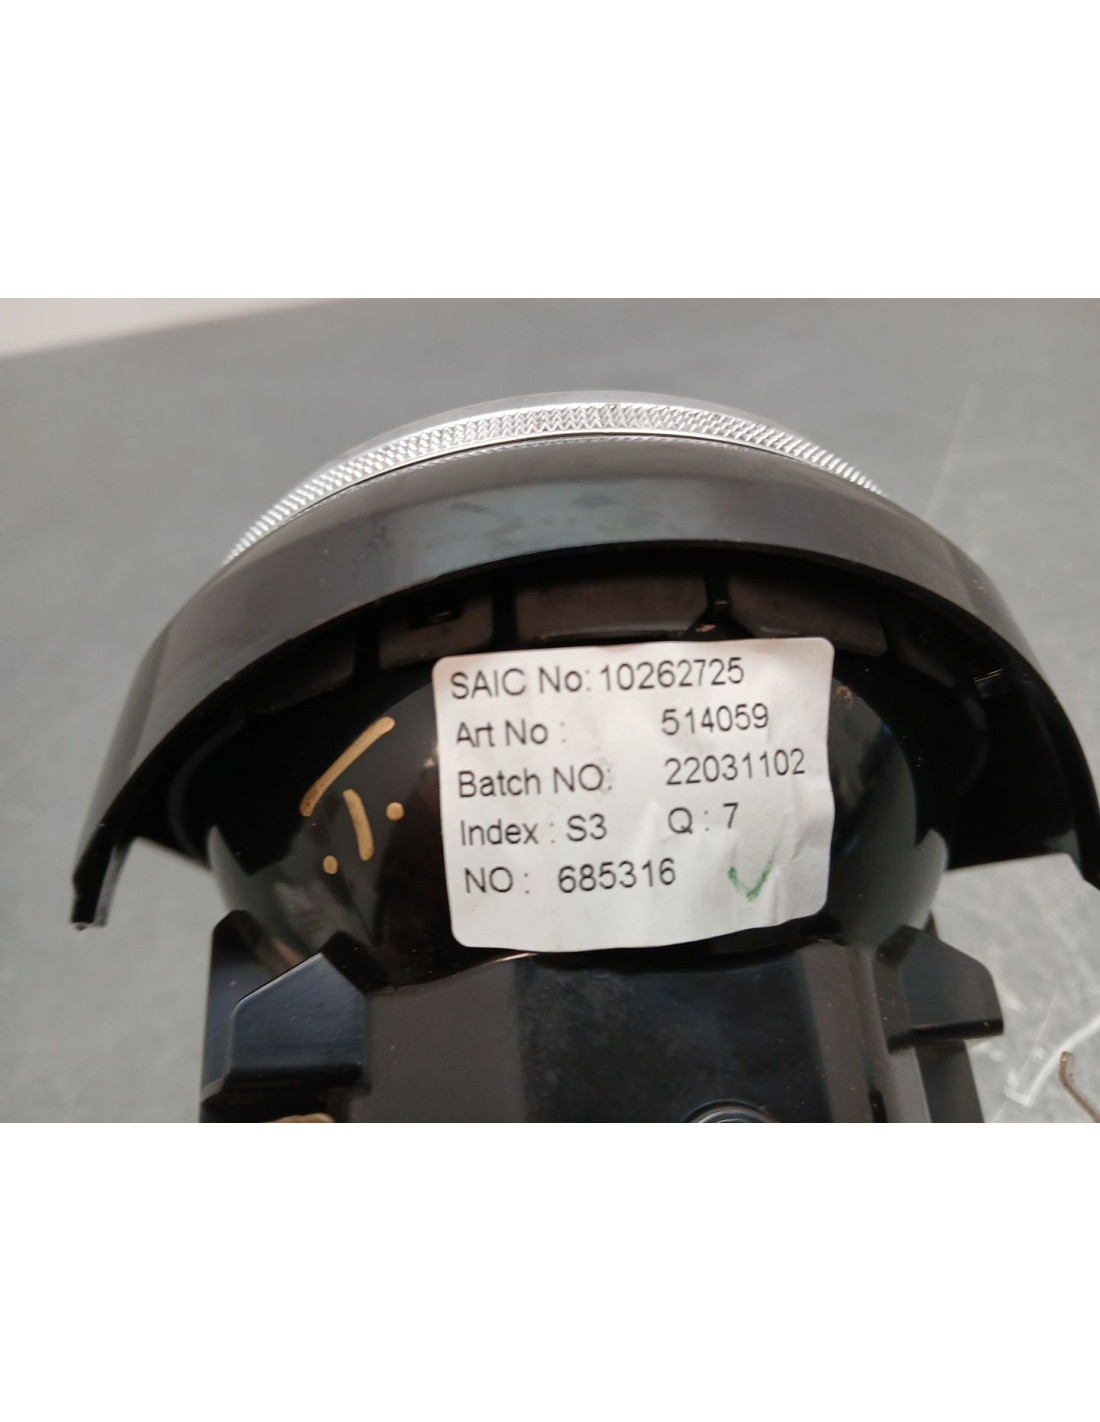 SAIC No: 10262725
Art No : 514059
Batch NO: 22031102
Index : S3 Q : 7
NO : 685316